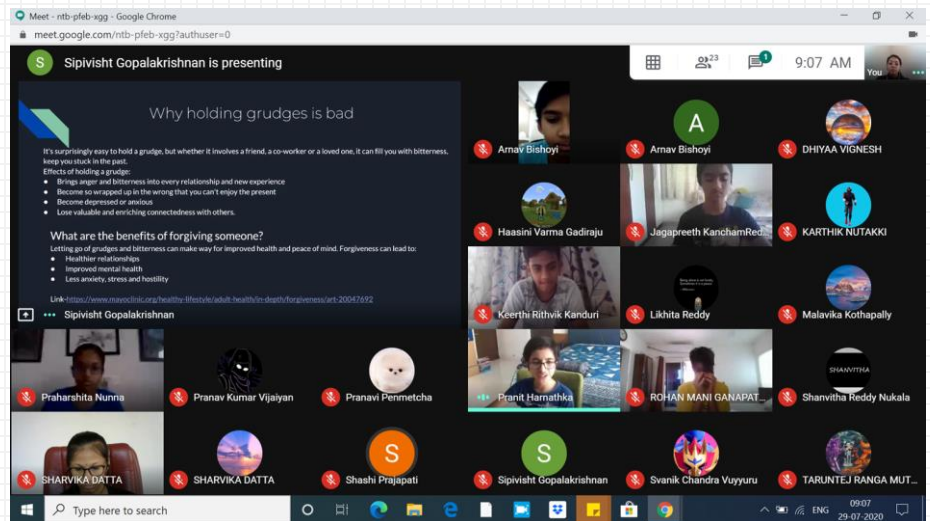 Meet - ntb-pfeb-xgg - Google Chrome
meet.google.com/ntb-pfeb-xgg?authuser=0
S Sipivisht Gopalakrishnan is presenting
23
1
9:07 AM
You
Why holding grudges is bad
It's surprisingly easy to hold a grudge, but whether it involves a friend, a co-worker or a loved one, it can fill you with bitterness,
keep you stuck in the past.
Effects of holding a grudge:
• Brings anger and bitterness into every relationship and new experience
• Become so wrapped up in the wrong that you can't enjoy the present
• Become depressed or anxious
• Lose valuable and enriching connectedness with others.
What are the benefits of forgiving someone?
Letting go of grudges and bitterness can make way for improved health and peace of mind. Forgiveness can lead to:
• Healthier relationships
• Improved mental health
• Less anxiety, stress and hostility
Link-https://www.mayoclinic.org/healthy-lifestyle/adult-health/in-depth/forgiveness/art-20047692
Sipivisht Gopalakrishnan
Arnav Bishoyi
A
Arnav Bishoyi
DHIYAA VIGNESH
Haasini Varma Gadiraju
Jagapreeth KanchamRed...
KARTHIK NUTAKKI
Keerthi Rithvik Kanduri
Likhita Reddy
Malavika Kothapally
Praharshita Nunna
Pranav Kumar Vijaiyan
Pranavi Penmetcha
Pranit Harnathka
ROHAN MANI GANAPAT...
SHANVITHA
Shanvitha Reddy Nukala
SHARVIKA DATTA
SHARVIKA DATTA
S
Shashi Prajapati
S
Sipivisht Gopalakrishnan
Svanik Chandra Vuyyuru
TARUNTEJ RANGA MUT...
Type here to search
ENG
09:07
29-07-2020